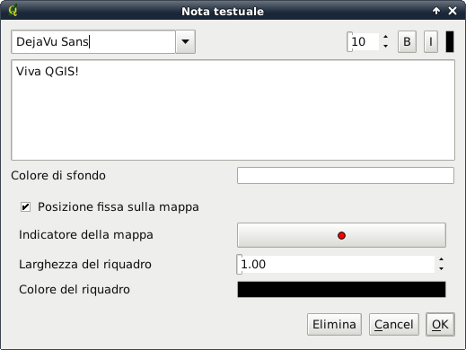 Nota testuale
DejaVu Sans 10 B I
Viva QGIS!
Colore di sfondo
Posizione fissa sulla mappa
Indicatore della mappa
Larghezza del riquadro 1.00
Colore del riquadro
Elimina Cancel OK